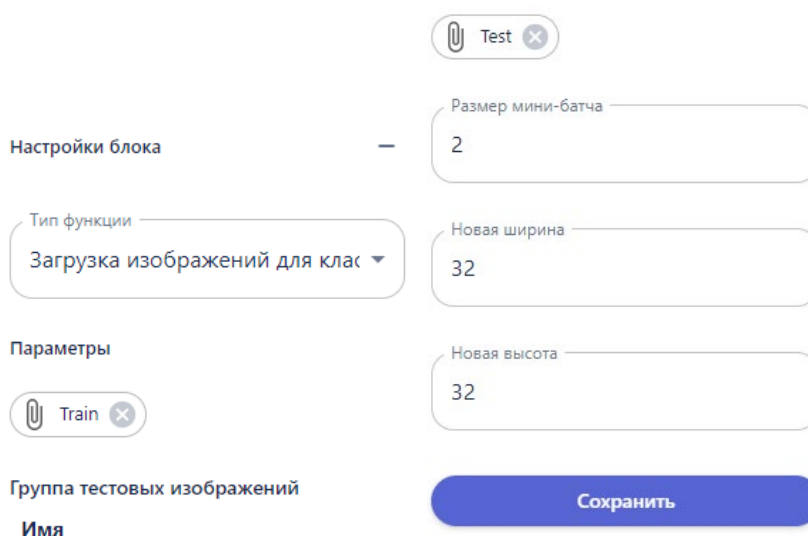 Настройки блока
Тип функции
Загрузка изображений для клас
Параметры
Train
Группа тестовых изображений
Имя
Test
Размер мини-батча
2
Новая ширина
32
Новая высота
32
Сохранить